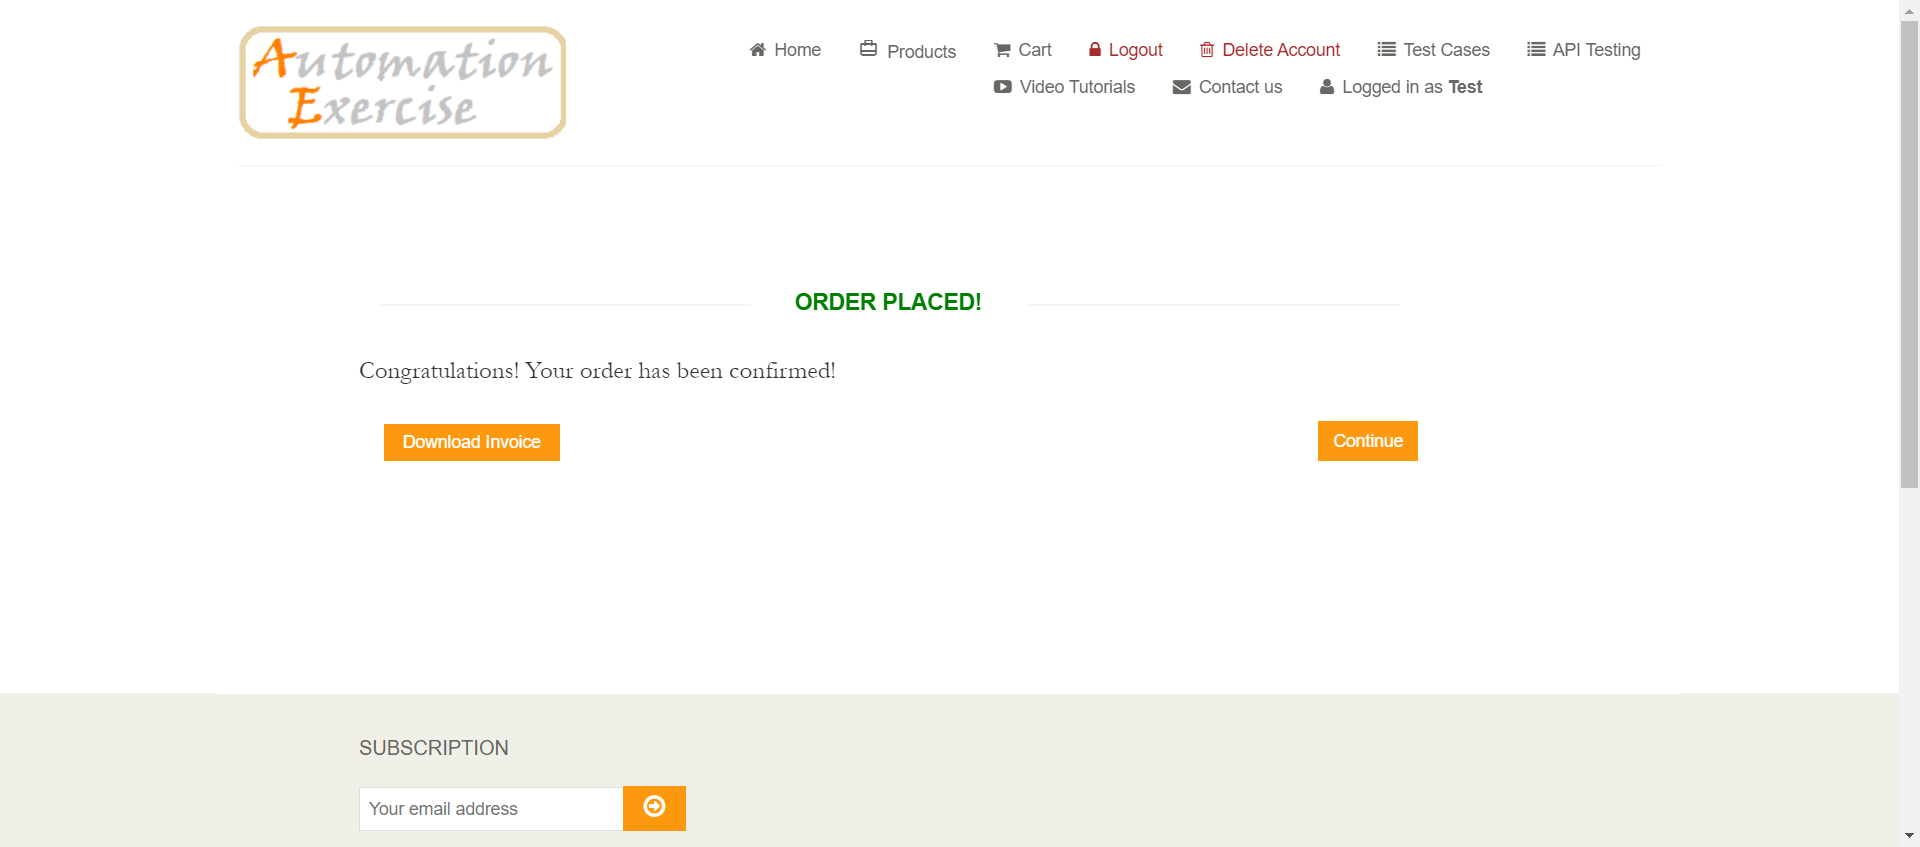 Automation
Exercise
Home Products Cart Logout Delete Account Test Cases API Testing
Video Tutorials Contact us Logged in as Test
ORDER PLACED!
Congratulations! Your order has been confirmed!
Download Invoice Continue
SUBSCRIPTION
Your email address